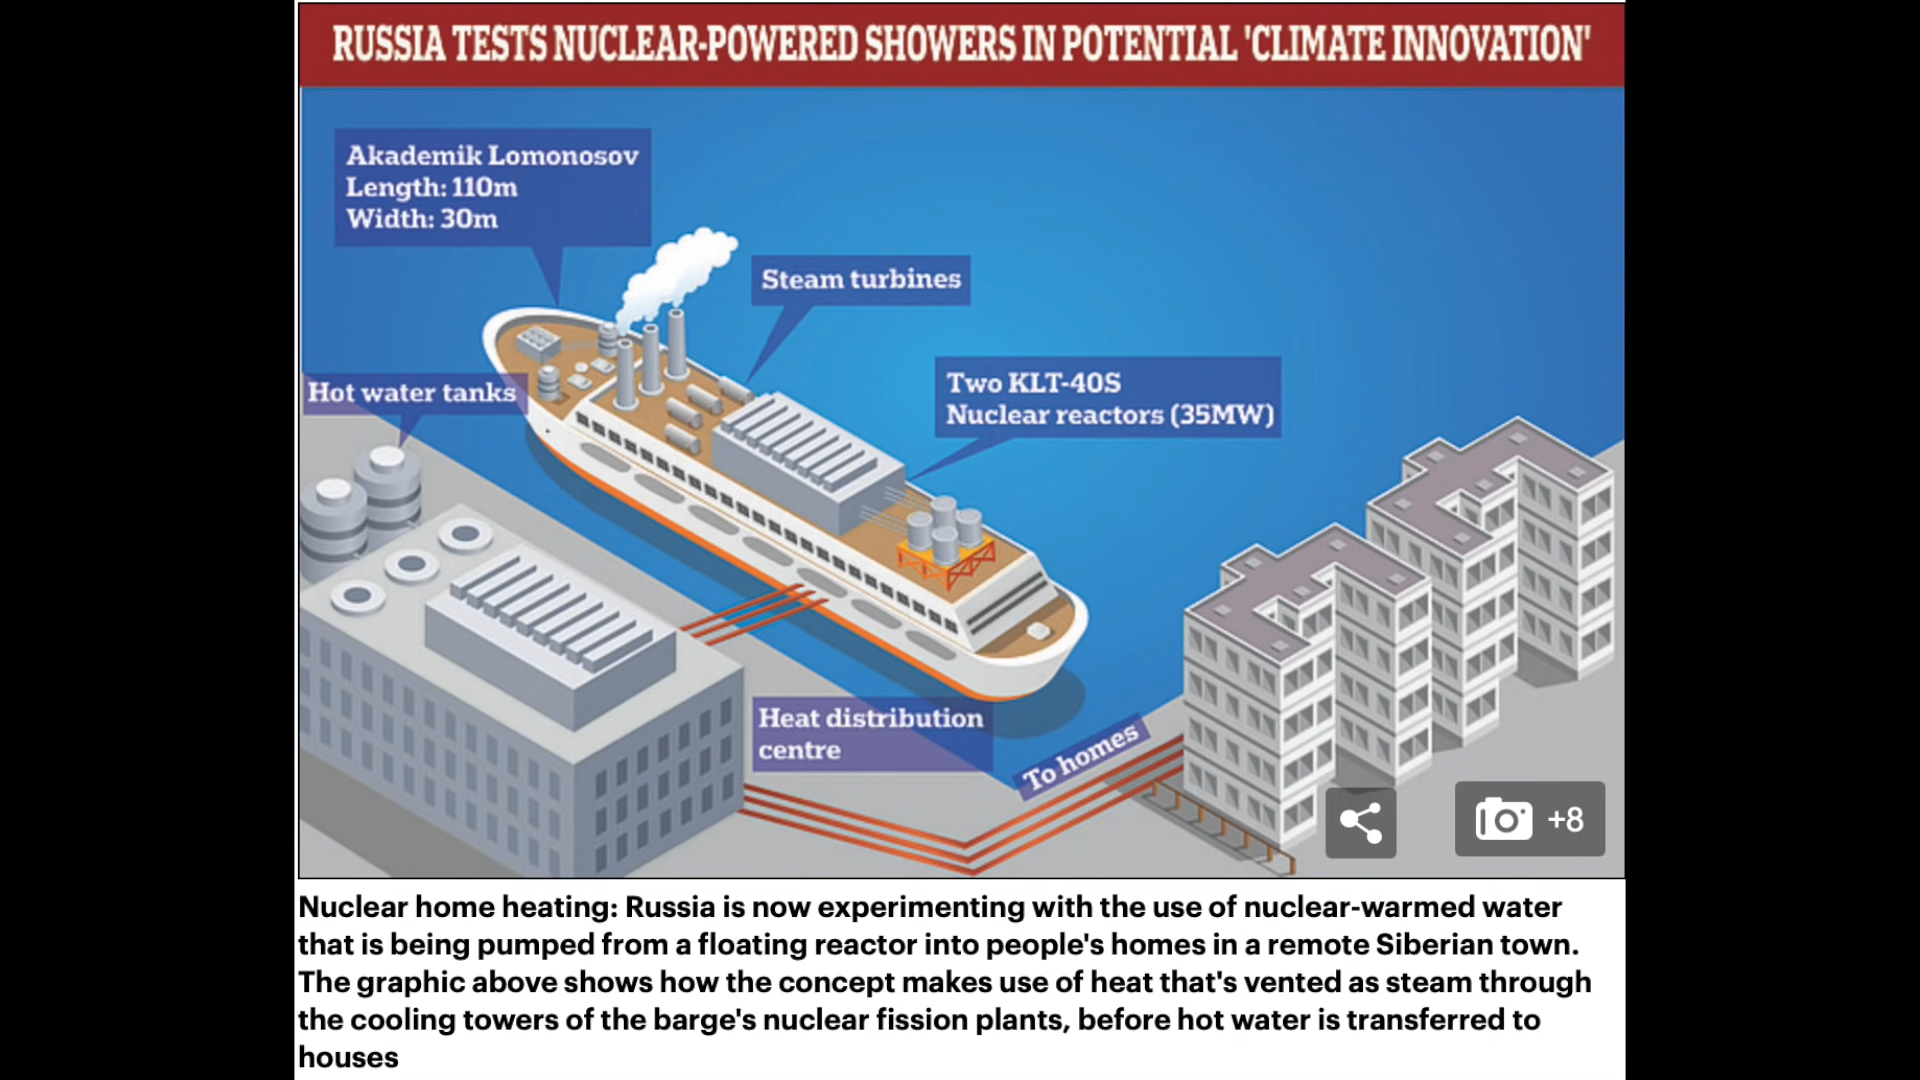 RUSSIA TESTS NUCLEAR-POWERED SHOWERS IN POTENTIAL 'CLIMATE INNOVATION'
Akademik Lomonosov
Length: 110m
Width: 30m
Steam turbines
Hot water tanks
Two KLT-40S
Nuclear reactors (35MW)
Heat distribution
centre
To homes
+8
Nuclear home heating: Russia is now experimenting with the use of nuclear-warmed water
that is being pumped from a floating reactor into people's homes in a remote Siberian town.
The graphic above shows how the concept makes use of heat that's vented as steam through
the cooling towers of the barge's nuclear fission plants, before hot water is transferred to
houses